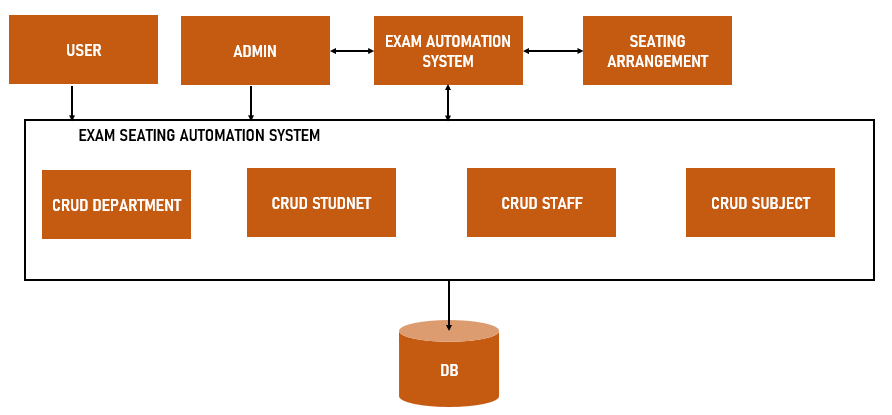 USER
ADMIN
EXAM AUTOMATION
SYSTEM
SEATING
ARRANGEMENT
EXAM SEATING AUTOMATION SYSTEM
CRUD DEPARTMENT
CRUD STUDNET
CRUD STAFF
CRUD SUBJECT
DB